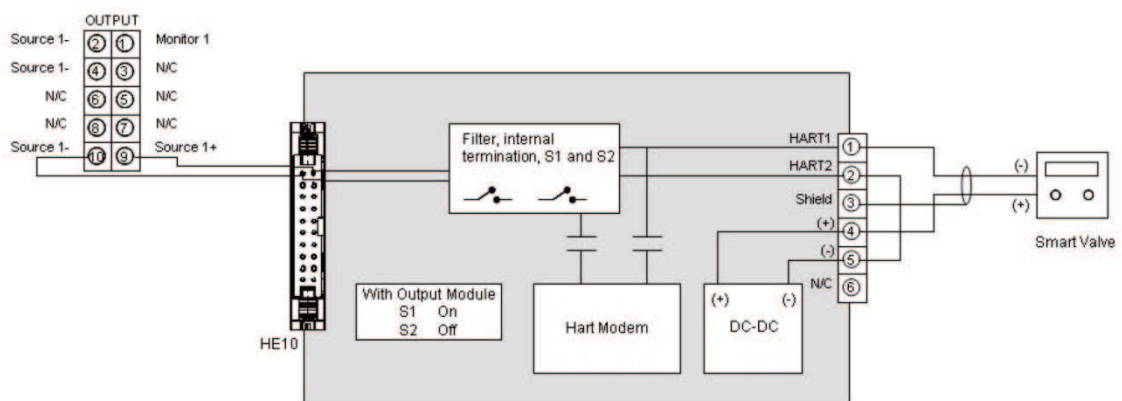 OUTPUT
Source 1- 2 1 Monitor 1
Source 1- 4 3 N/C
N/C 6 5 N/C
N/C 8 7 N/C
Source 1- 10 9 Source 1+
HE10
Filter, internal
termination, S1 and S2
With Output Module
S1 On
S2 Off
Hart Modem
(+) (-)
DC-DC
HART1 1
HART2 2
Shield 3
(+) 4
(-) 5
N/C 6
(-)
(+)
Smart Valve